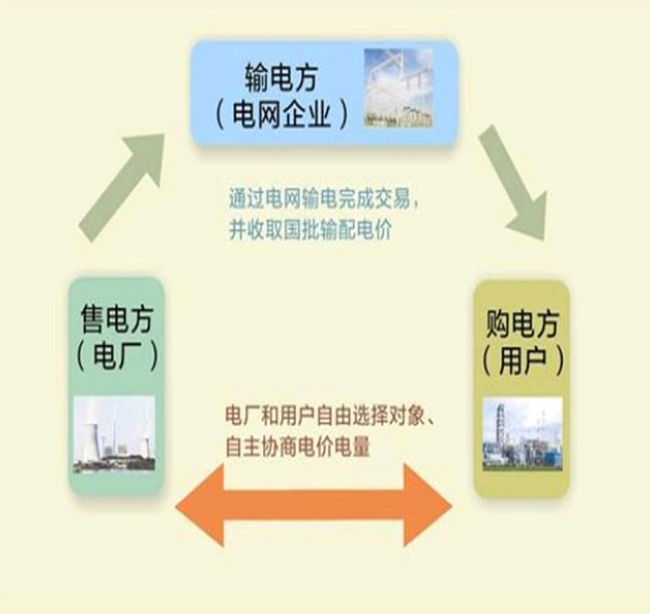 输电方
（电网企业）
通过电网输电完成交易，
并收取国批输配电价
售电方
（电厂）
购电方
（用户）
电厂和用户自由选择对象、
自主协商电价电量